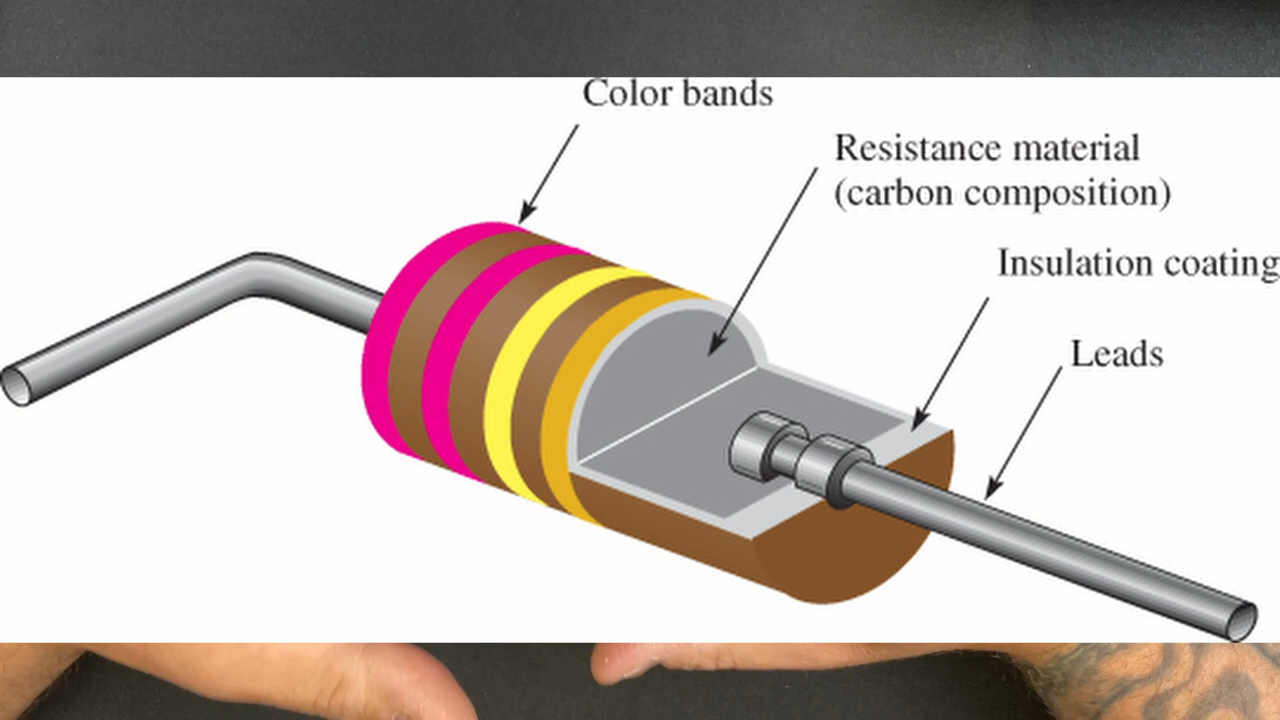 Color bands
Resistance material
(carbon composition)
Insulation coating
Leads